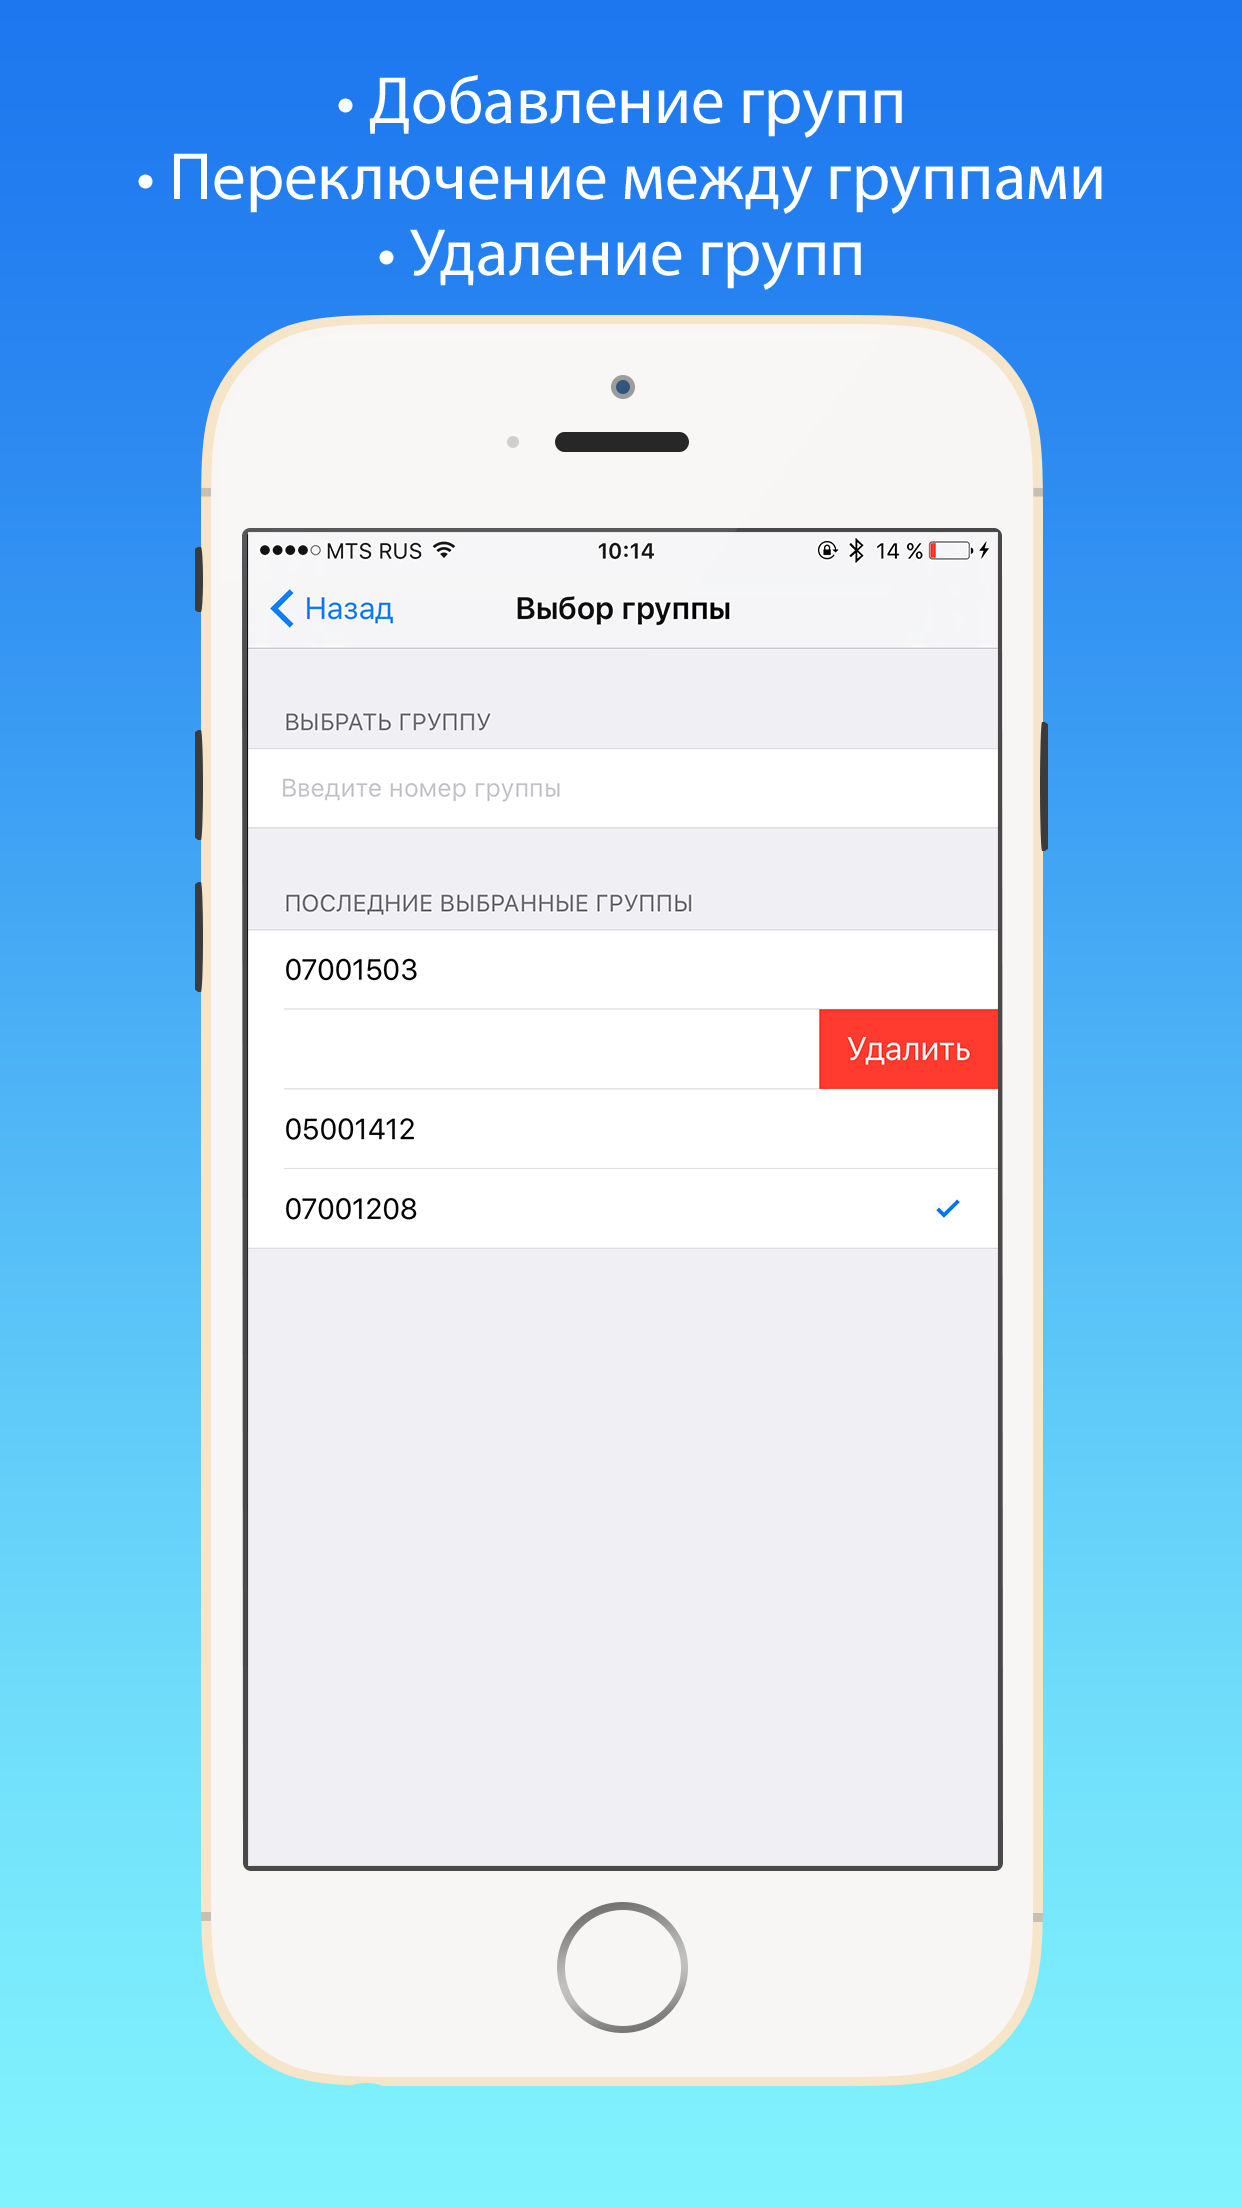 • Добавление групп
• Переключение между группами
• Удаление групп
MTS RUS 10:14 14 %
Назад Выбор группы
ВЫБРАТЬ ГРУППУ
Введите номер группы
ПОСЛЕДНИЕ ВЫБРАННЫЕ ГРУППЫ
07001503
Удалить
05001412
07001208